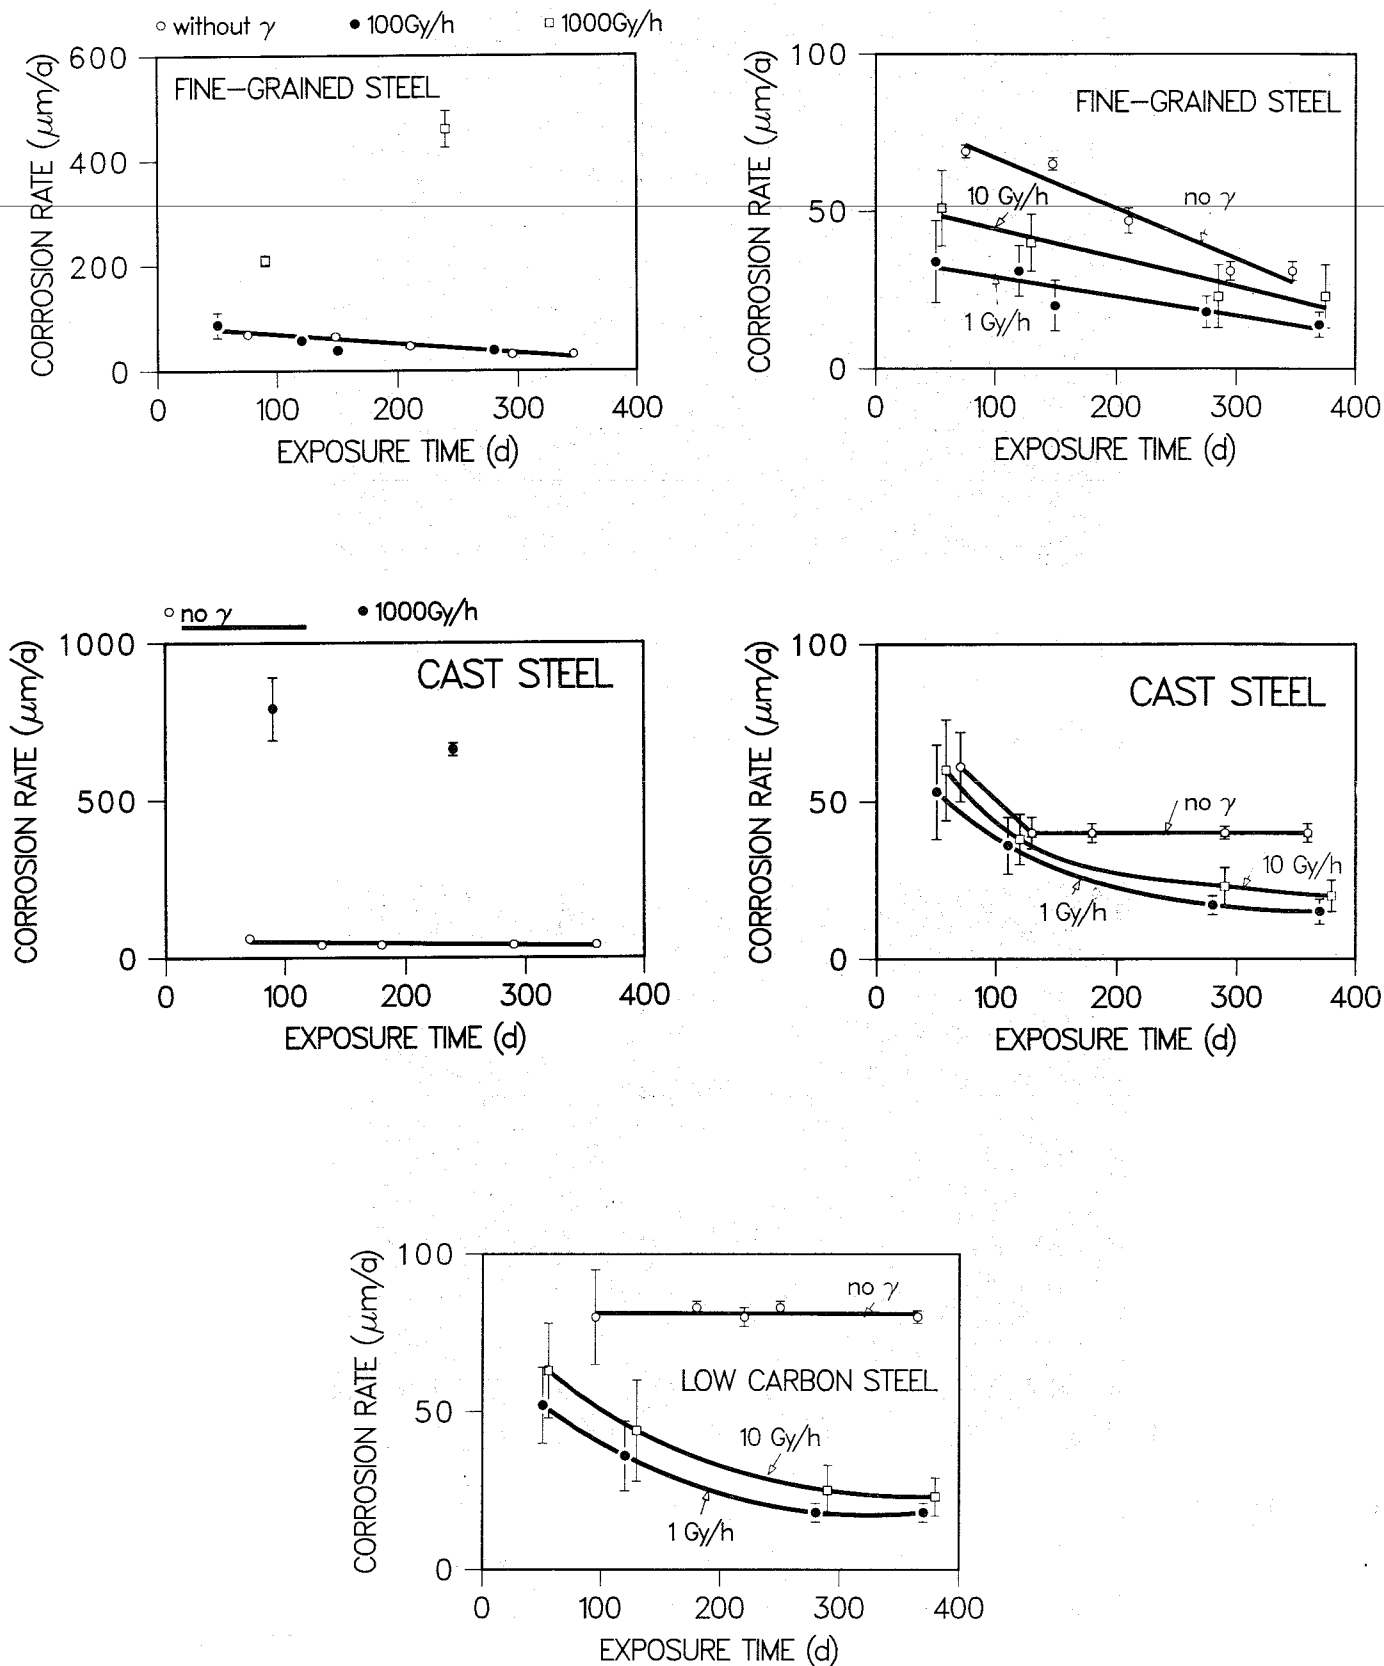 without γ 100Gy/h 1000Gy/h
600
FINE-GRAINED STEEL
400
200
0
CORROSION RATE (μm/a)
0 100 200 300 400
EXPOSURE TIME (d)
100
FINE-GRAINED STEEL
10 Gy/h
no γ
50
1 Gy/h
0
CORROSION RATE (μm/a)
0 100 200 300 400
EXPOSURE TIME (d)
no γ 1000Gy/h
1000
CAST STEEL
500
0
CORROSION RATE (μm/a)
0 100 200 300 400
EXPOSURE TIME (d)
100
CAST STEEL
no γ
50
10 Gy/h
1 Gy/h
0
CORROSION RATE (μm/a)
0 100 200 300 400
EXPOSURE TIME (d)
100
no γ
LOW CARBON STEEL
50
10 Gy/h
1 Gy/h
0
CORROSION RATE (μm/a)
0 100 200 300 400
EXPOSURE TIME (d)